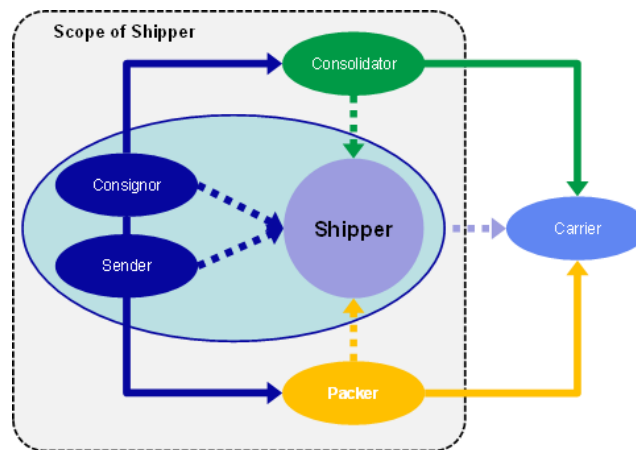 Scope of Shipper
Consolidator
Consignor
Shipper
Carrier
Sender
Packer